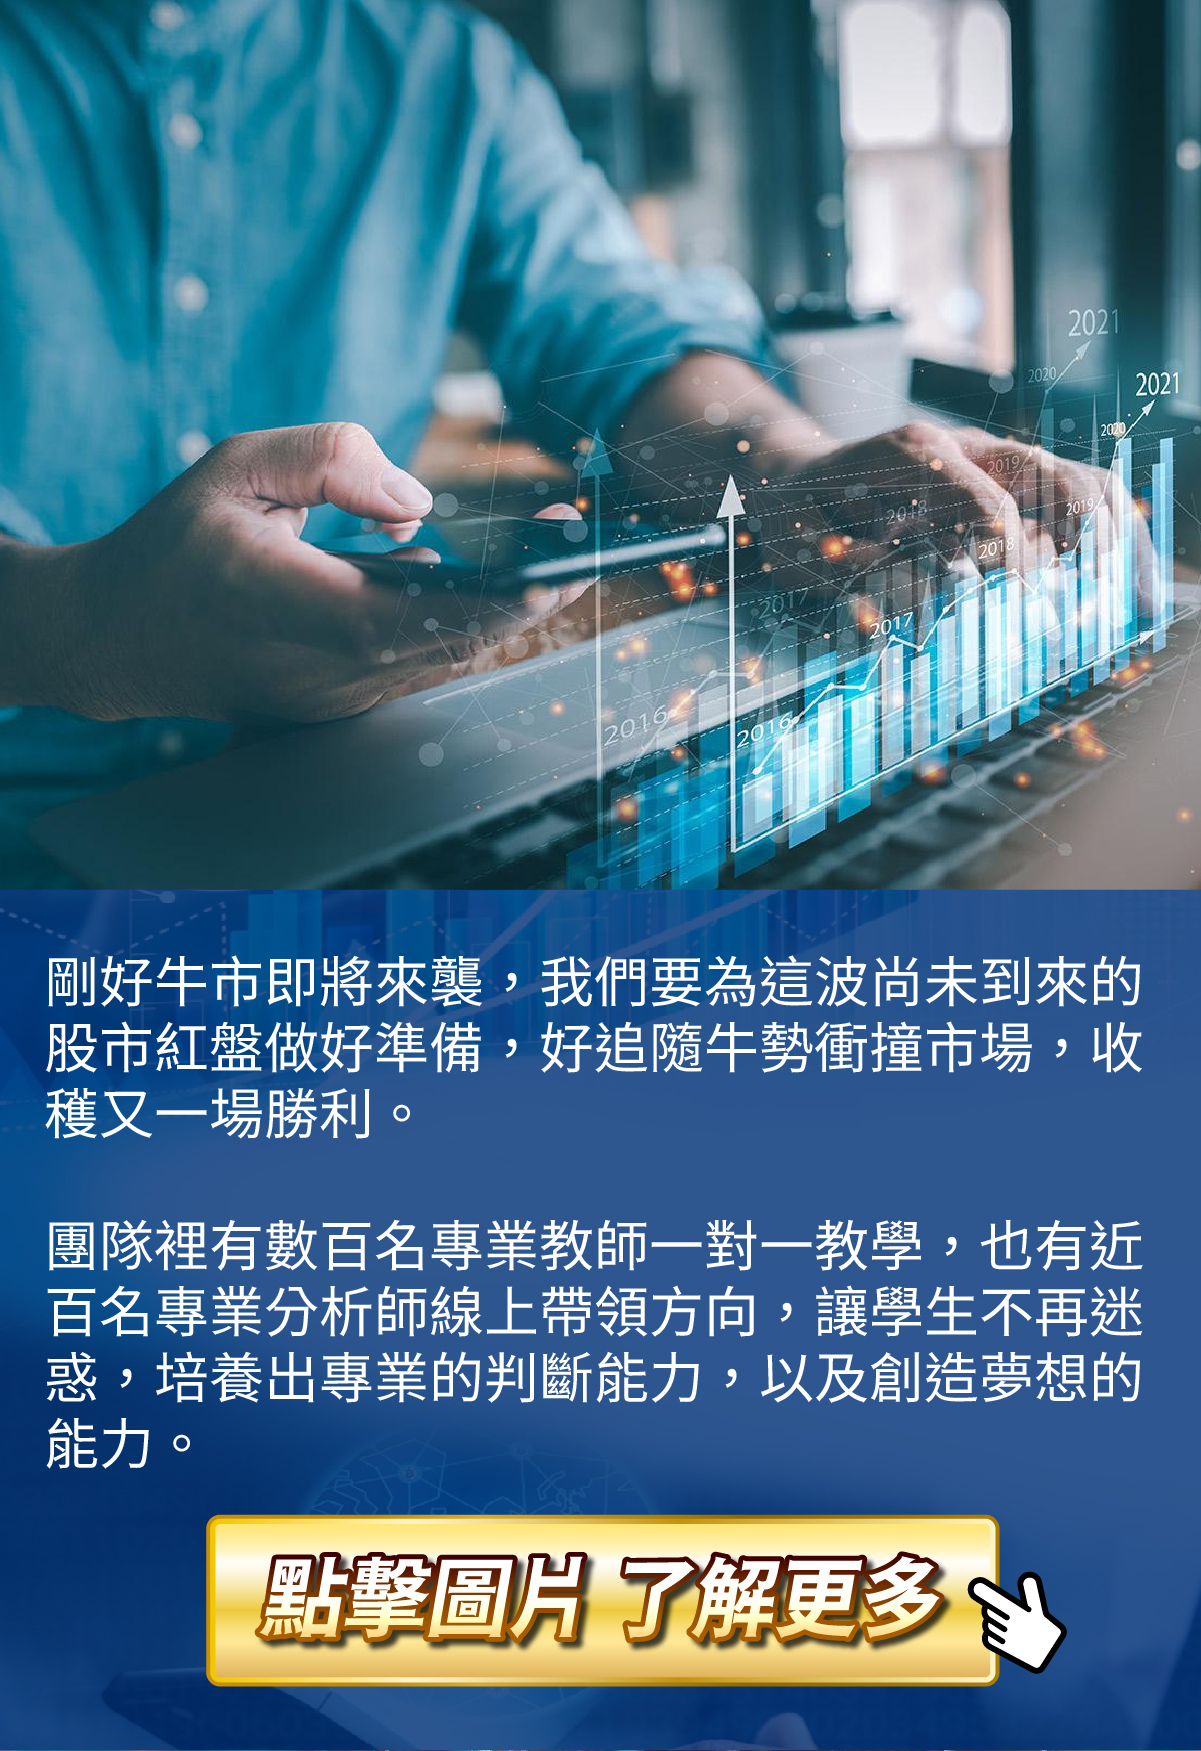 2021
2020
2021
2020
2019
2019
2018
2018
2017
2017
2016
2016
剛好牛市即將來襲，我們要為這波尚未到來的
股市紅盤做好準備，好追隨牛勢衝撞市場，收
穫又一場勝利。
團隊裡有數百名專業教師一對一教學，也有近
百名專業分析師線上帶領方向，讓學生不再迷
惑，培養出專業的判斷能力，以及創造夢想的
能力。
點擊圖片 了解更多